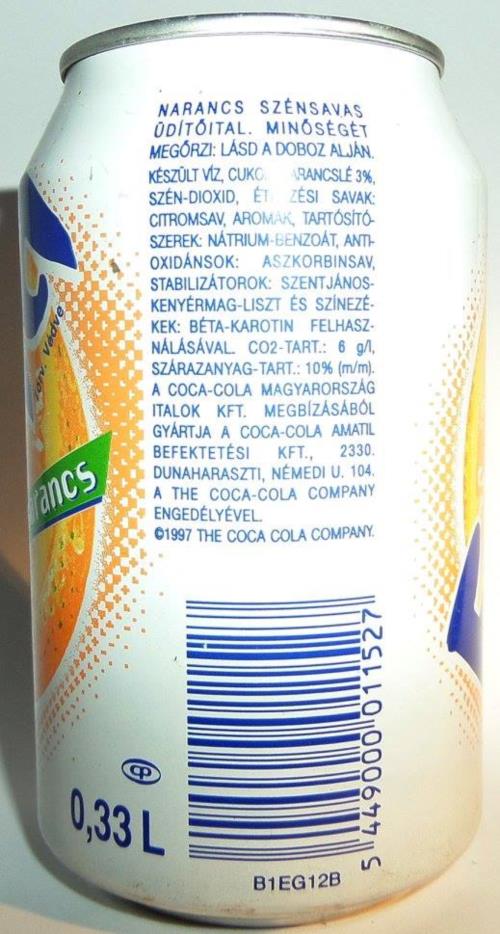 NARANCS SZÉNSAVAS
ÜDÍTŐITAL. MINŐSÉGÉT
MEGŐRZI: LÁSD A DOBOZ ALJÁN.
KÉSZÜLT VÍZ, 3%,
SZÉN-DIOXID, SAVAK:
CITROMSAV, AROMÁK, TARTÓSÍTÓ-
SZEREK: NÁTRIUM-BENZOÁT, ANTI-
OXIDÁNSOK: ASZKORBINSAV,
STABILIZÁTOROK: SZENTJÁNOS-
KENYÉRMAG-LISZT ÉS SZÍNEZÉ-
KEK: BÉTA-KAROTIN FELHASZ-
NÁLÁSÁVAL. CO2-TART.: 6 g/l,
SZÁRAZANYAG-TART.: 10% (m/m).
A COCA-COLA MAGYARORSZÁG
ITALOK KFT. MEGBÍZÁSÁBÓL
GYÁRTJA A COCA-COLA AMATIL
BEFEKTETÉSI KFT., 2330.
DUNAHARASZTI, NÉMEDI U. 104.
A THE COCA-COLA COMPANY
ENGEDÉLYÉVEL.
©1997 THE COCA COLA COMPANY.
Törv. Védve
rancs
cp
0,33 L
5 449000 011527
B1EG12B